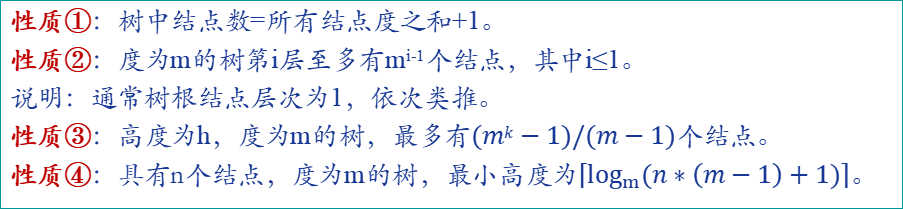 性质①：树中结点数=所有结点度之和+1。
性质②：度为m的树第i层至多有mⁱ⁻¹个结点，其中i≤1。
说明：通常树根结点层次为1，依次类推。
性质③：高度为h，度为m的树，最多有(𝑚ᵏ − 1)/(𝑚 − 1)个结点。
性质④：具有n个结点，度为m的树，最小高度为⌈logₘ(𝑛 ∗ (𝑚 − 1) + 1)⌉。